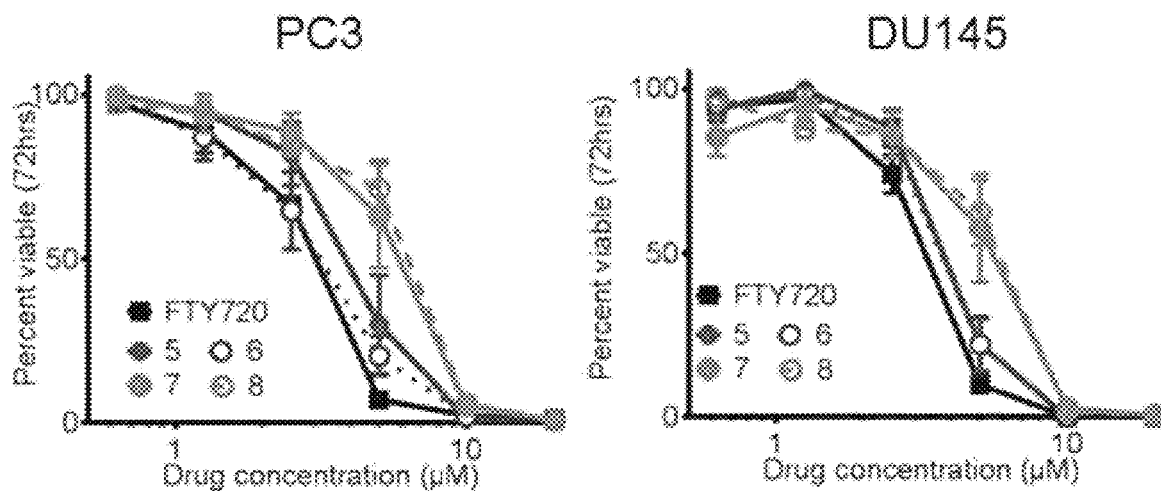 PC3
Percent viable (72hrs)
100
50
0
FTY720
5 6
7 8
1 10
Drug concentration (µM)
DU145
Percent viable (72hrs)
100
50
0
FTY720
5 6
7 8
1 10
Drug concentration (µM)